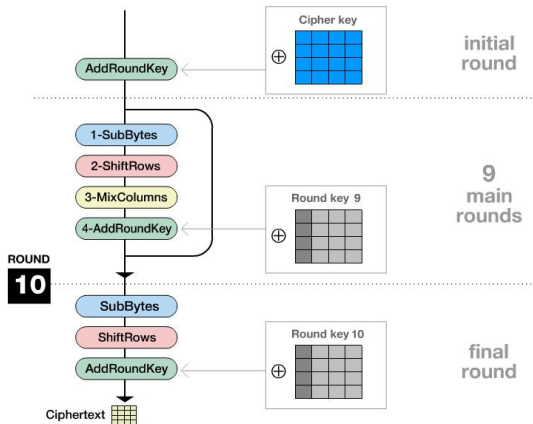 Cipher key
⊕
AddRoundKey
initial
round
1-SubBytes
2-ShiftRows
3-MixColumns
4-AddRoundKey
Round key 9
⊕
9
main
rounds
ROUND
10
SubBytes
ShiftRows
AddRoundKey
Round key 10
⊕
final
round
Ciphertext